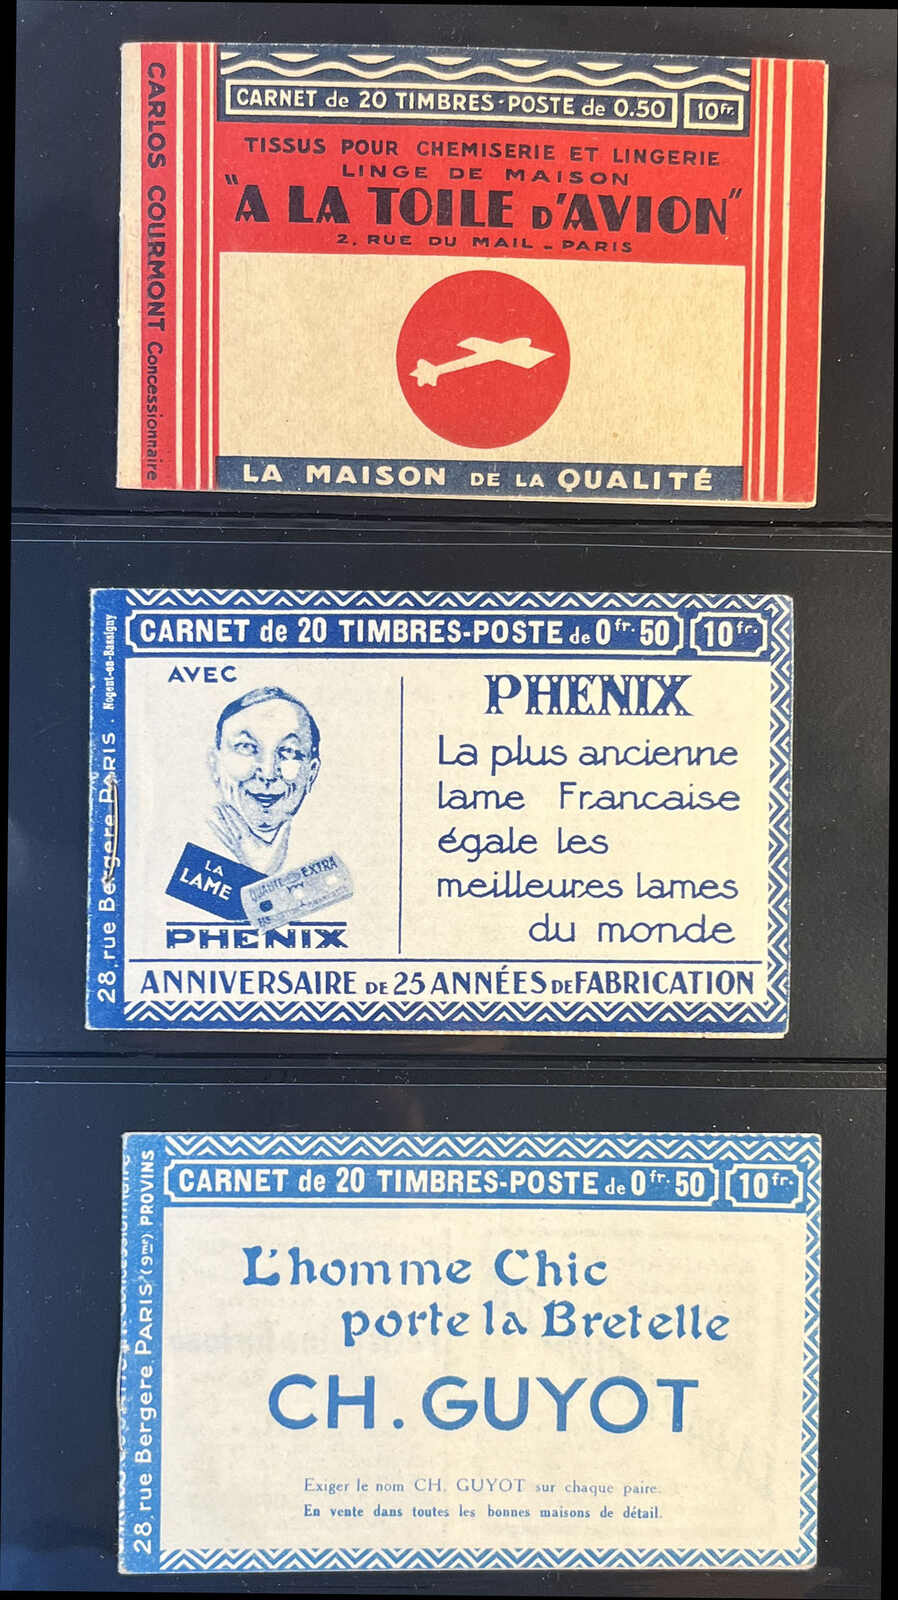 CARLOS COURMONT Concessionnaire
CARNET de 20 TIMBRES-POSTE de 0.50 10fr.
TISSUS POUR CHEMISERIE ET LINGERIE
LINGE DE MAISON
"A LA TOILE D'AVION"
2, RUE DU MAIL - PARIS
LA MAISON DE LA QUALITÉ
28, rue Bergère PARIS . Nogent-en-Bassigny
CARNET de 20 TIMBRES-POSTE de 0fr. 50 10fr.
AVEC
LA
LAME
QUALITÉ EXTRA
PHENIX
PHENIX
La plus ancienne
lame Francaise
égale les
meilleures lames
du monde
ANNIVERSAIRE DE 25 ANNÉES DE FABRICATION
28, rue Bergère. PARIS (9me) PROVINS
CARNET de 20 TIMBRES-POSTE de 0fr. 50 10fr.
L'homme Chic
porte la Bretelle
CH. GUYOT
Exiger le nom CH. GUYOT sur chaque paire.
En vente dans toutes les bonnes maisons de détail.